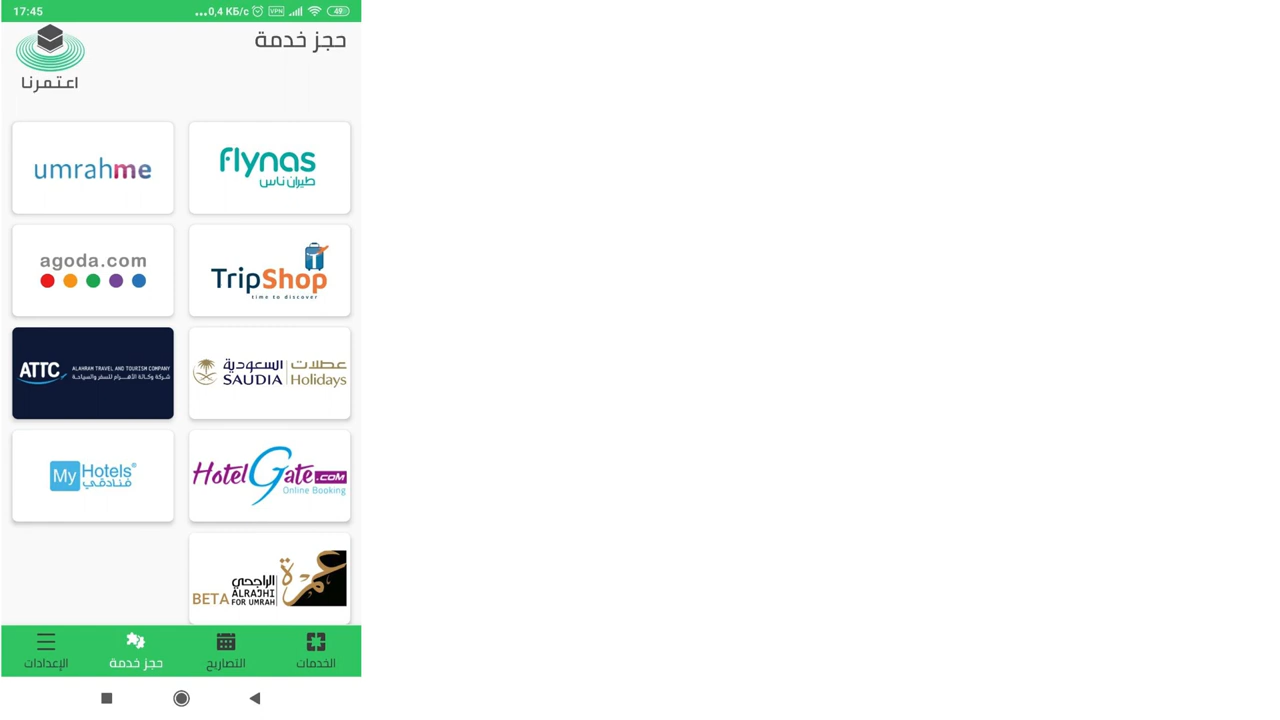 17:45
...0,4 КБ/с VPN 49
حجز خدمة
اعتمرنا
flynas
طيران ناس
umrahme
TripShop
time to discover
agoda.com
عطلات السعودية
SAUDIA Holidays
ATTC ALAHRAM TRAVEL AND TOURISM COMPANY
شركة وكالة الأهرام للسفر والسياحة
HotelGate.COM
Online Booking
My Hotels®
فنادقي
عمرة
الراجحي
ALRAJHI
BETA FOR UMRAH
الخدمات
التصاريح
حجز خدمة
الإعدادات